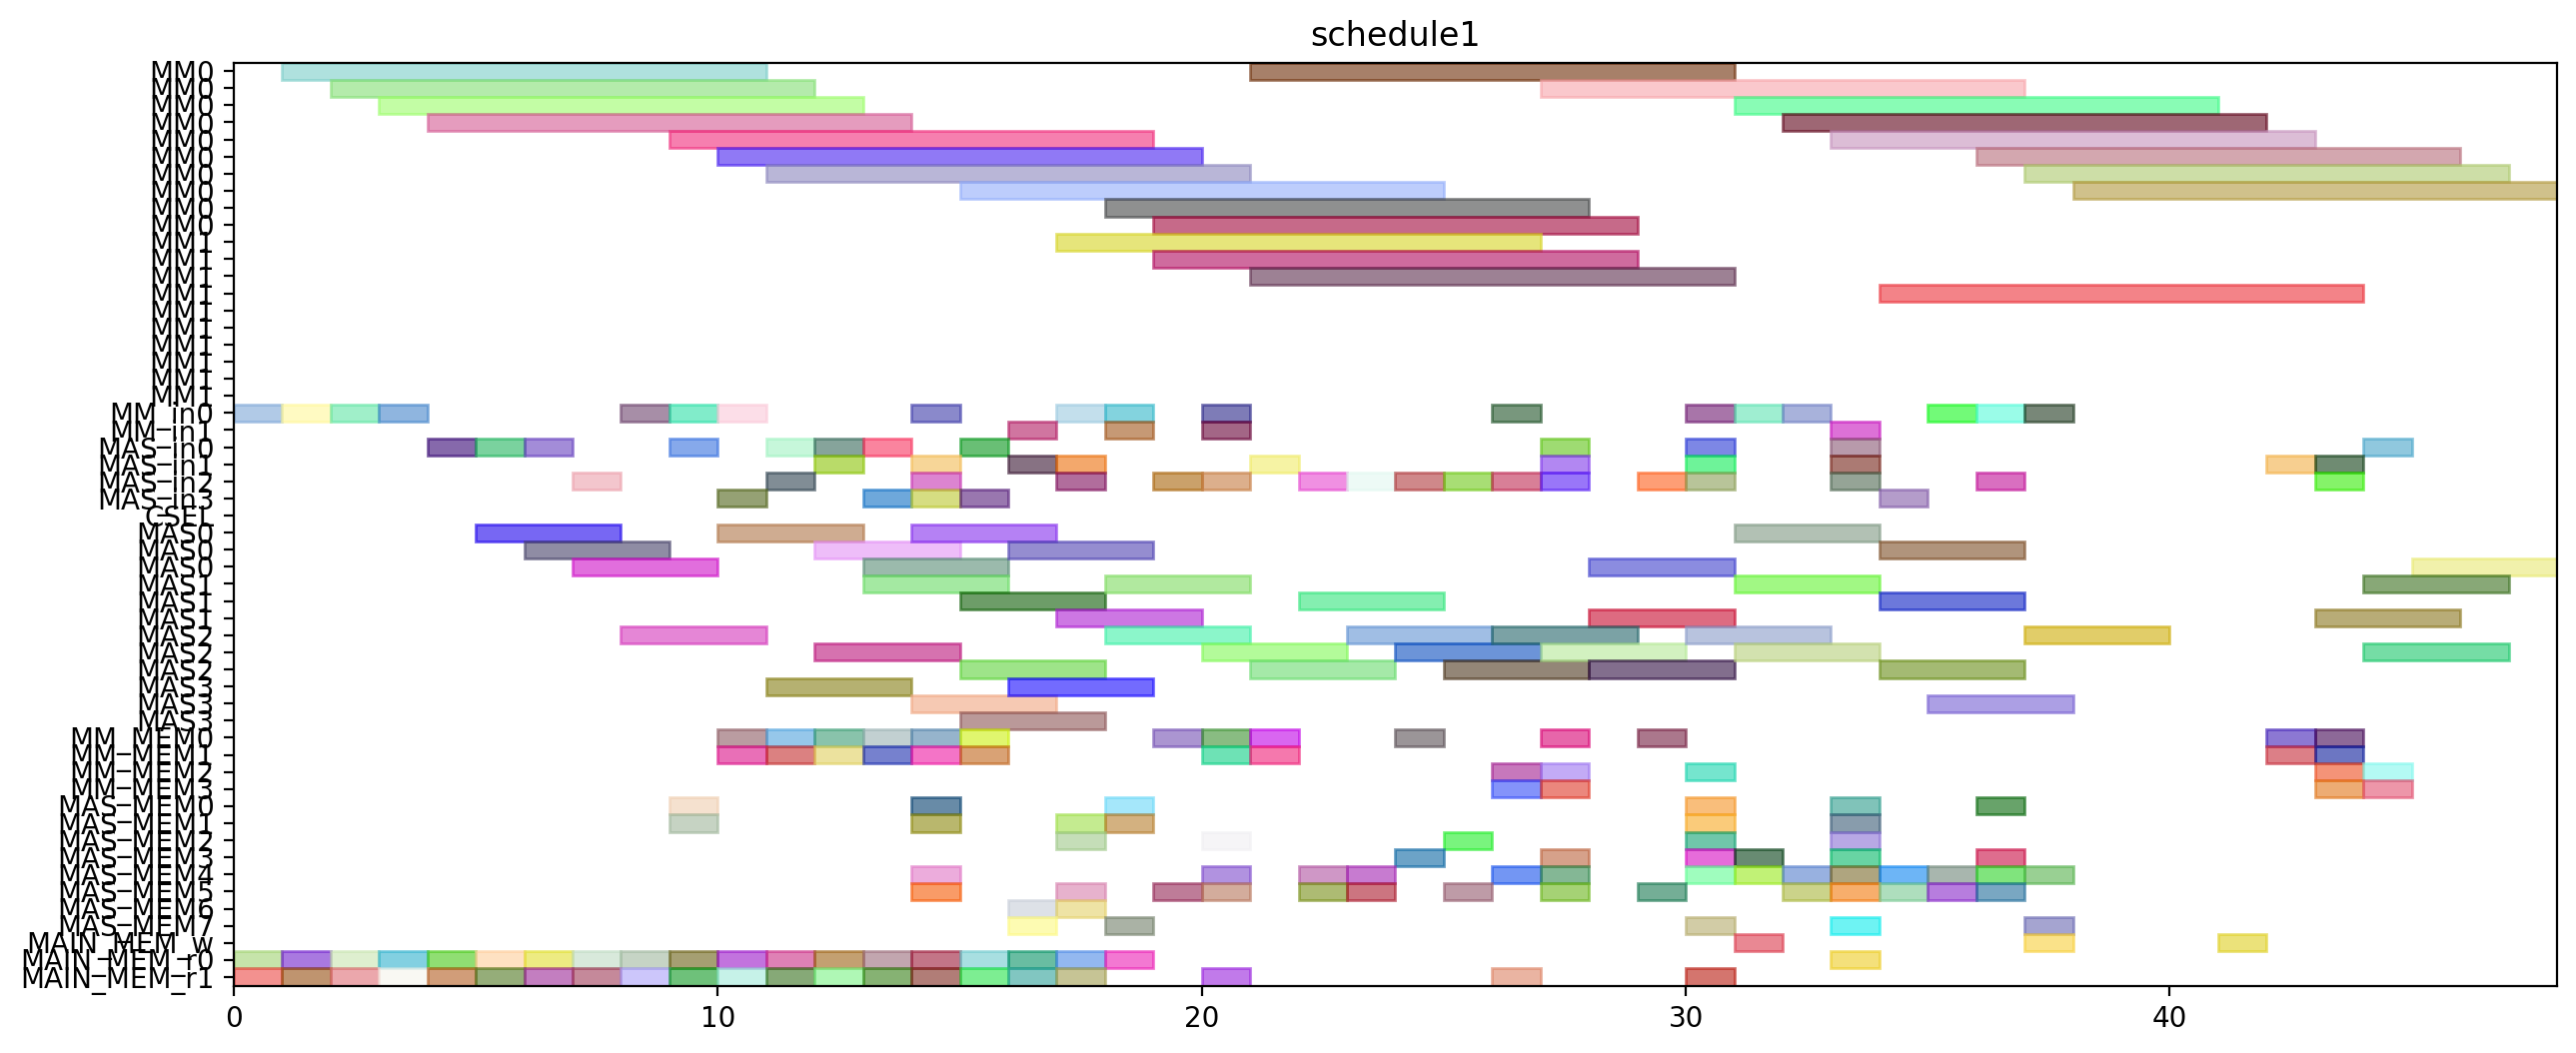 schedule1
MM0
MM0
MM0
MM0
MM0
MM0
MM0
MM0
MM0
MM0
MM1
MM1
MM1
MM1
MM1
MM1
MM1
MM1
MM1
MM1
MM_in0
MM_in1
MAS_in0
MAS_in1
MAS_in2
MAS_in3
CSEL
MAS0
MAS0
MAS0
MAS1
MAS1
MAS1
MAS2
MAS2
MAS2
MAS3
MAS3
MAS3
MM_MEM0
MM_MEM1
MM_MEM2
MM_MEM3
MAS_MEM0
MAS_MEM1
MAS_MEM2
MAS_MEM3
MAS_MEM4
MAS_MEM5
MAS_MEM6
MAS_MEM7
MAIN_MEM_w
MAIN_MEM_r0
MAIN_MEM_r1
0 10 20 30 40